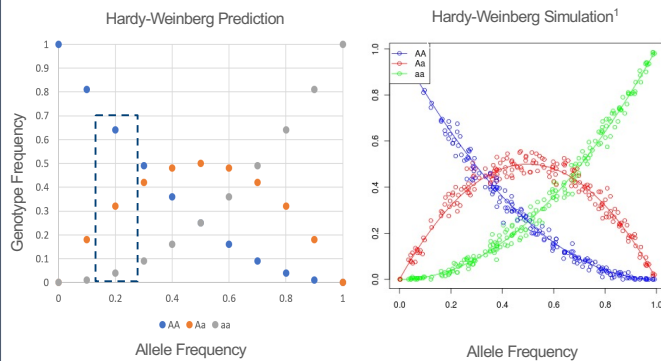 Hardy-Weinberg Prediction
Genotype Frequency
1
0.9
0.8
0.7
0.6
0.5
0.4
0.3
0.2
0.1
0
0 0.2 0.4 0.6 0.8 1
AA Aa aa
Allele Frequency
Hardy-Weinberg Simulation1
AA
Aa
aa
1.0
0.8
0.6
0.4
0.2
0.0
0.0 0.2 0.4 0.6 0.8 1.0
Allele Frequency